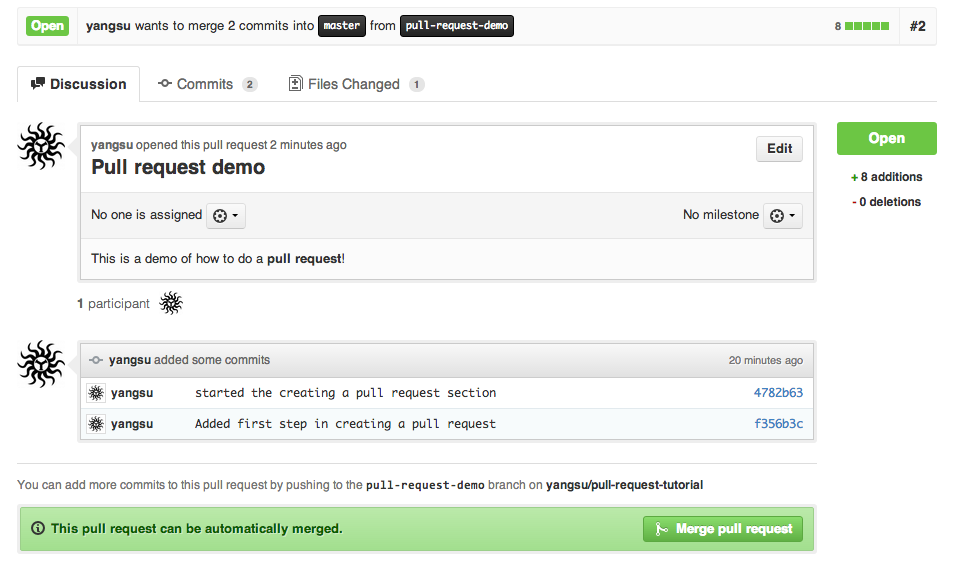 Open yangsu wants to merge 2 commits into master from pull-request-demo 8 #2
Discussion Commits 2 Files Changed 1
yangsu opened this pull request 2 minutes ago
Edit
Pull request demo
Open
+ 8 additions
- 0 deletions
No one is assigned No milestone
This is a demo of how to do a pull request!
1 participant
yangsu added some commits 20 minutes ago
yangsu started the creating a pull request section 4782b63
yangsu Added first step in creating a pull request f356b3c
You can add more commits to this pull request by pushing to the pull-request-demo branch on yangsu/pull-request-tutorial
This pull request can be automatically merged. Merge pull request